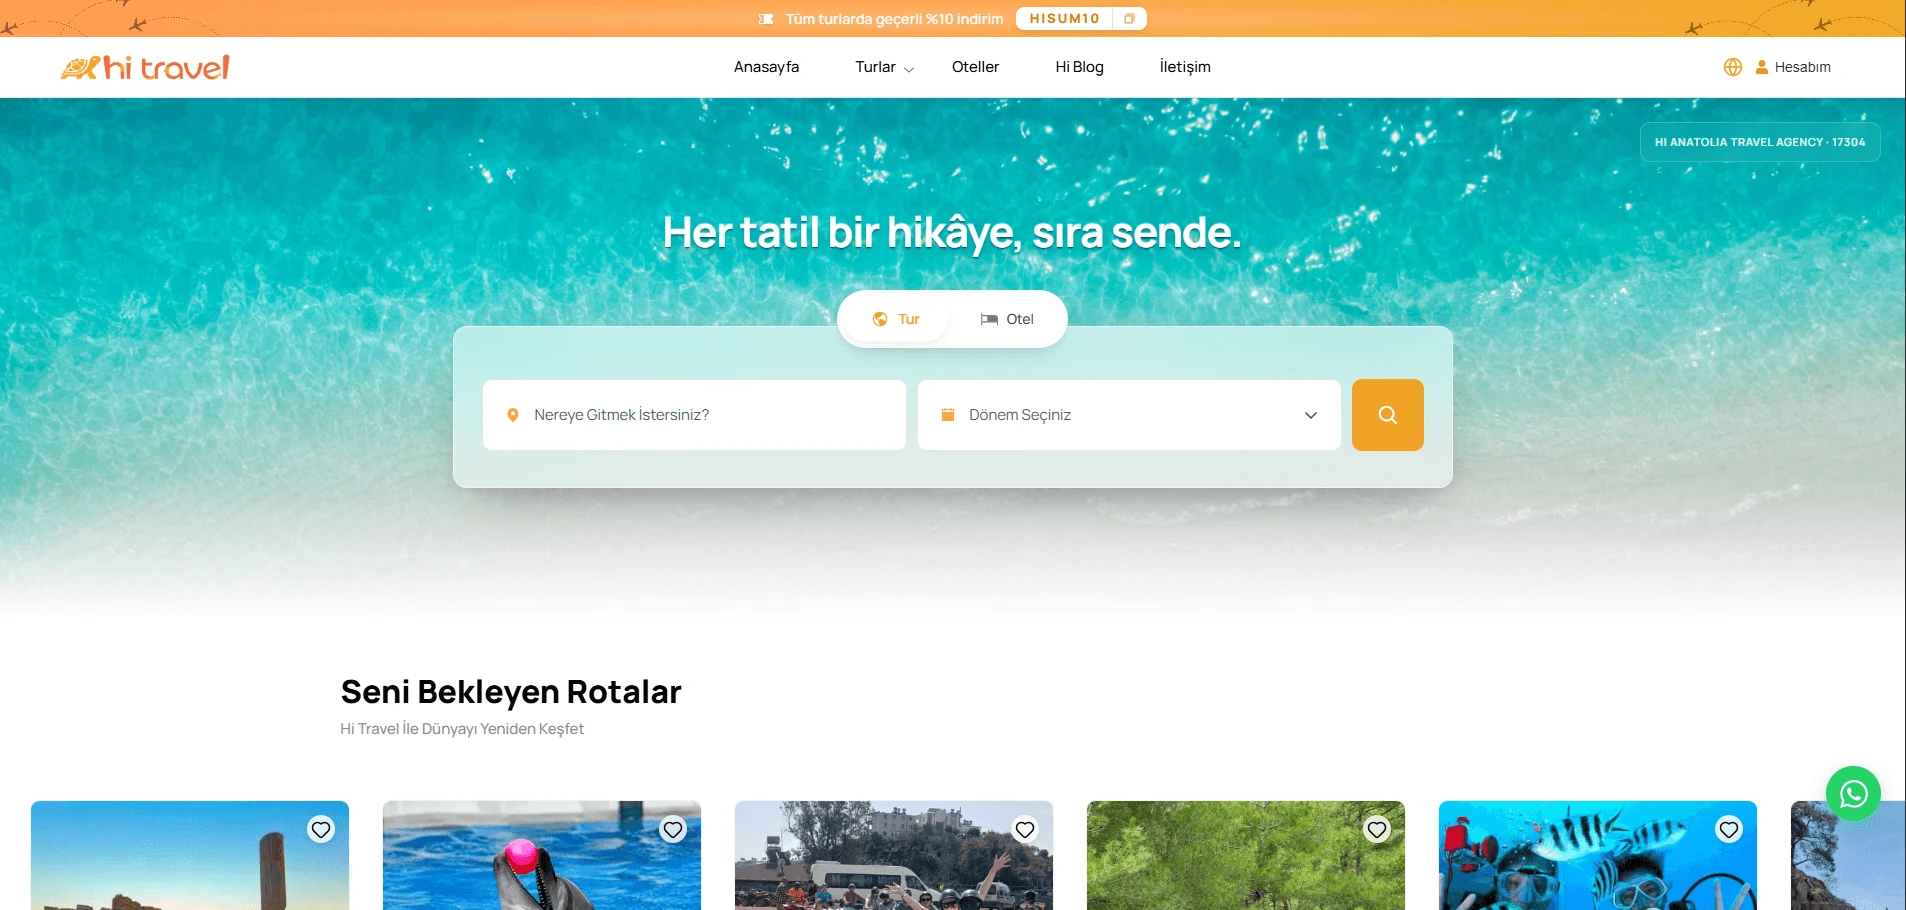 Tüm turlarda geçerli %10 indirim HISUM10
hi travel
Anasayfa Turlar Oteller Hi Blog İletişim
Hesabım
HI ANATOLIA TRAVEL AGENCY · 17304
Her tatil bir hikâye, sıra sende.
Tur Otel
Nereye Gitmek İstersiniz? Dönem Seçiniz
Seni Bekleyen Rotalar
Hi Travel İle Dünyayı Yeniden Keşfet